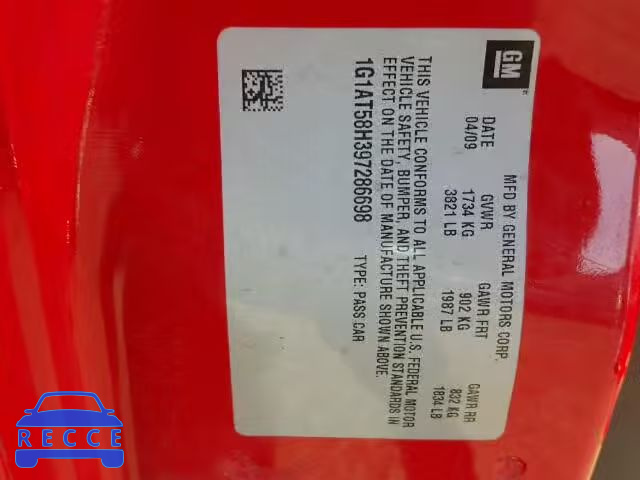 GM
MFD BY GENERAL MOTORS CORP.
DATE GVWR GAWR FRT GAWR RR
04/09 1734 KG 902 KG 832 KG
3821 LB 1987 LB 1834 LB
THIS VEHICLE CONFORMS TO ALL APPLICABLE U.S. FEDERAL MOTOR
VEHICLE SAFETY, BUMPER, AND THEFT PREVENTION STANDARDS IN
EFFECT ON THE DATE OF MANUFACTURE SHOWN ABOVE.
1G1AT58H397286698 TYPE: PASS CAR
RECCE